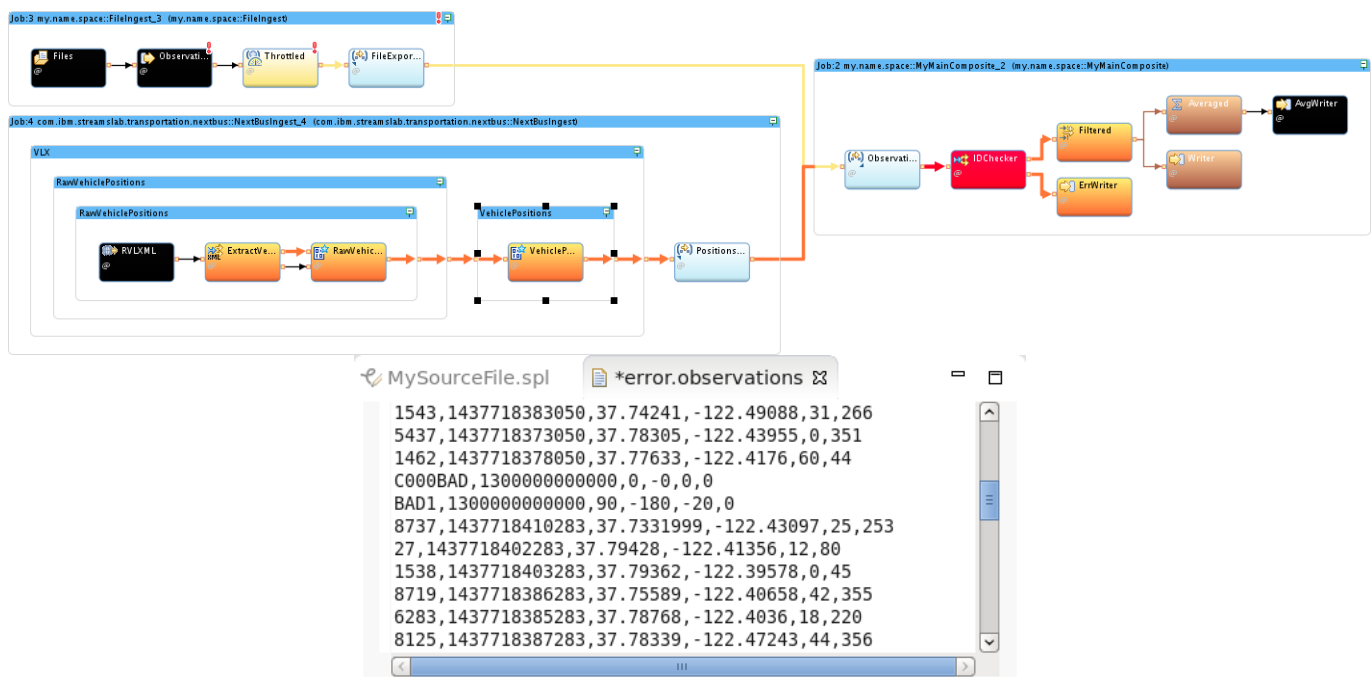 Job:3 my.name.space::FileIngest_3 (my.name.space::FileIngest)
Files
Observati...
Throttled
FileExpor...
Job:2 my.name.space::MyMainComposite_2 (my.name.space::MyMainComposite)
Observati...
IDChecker
Filtered
ErrWriter
Averaged
Writer
AvgWriter
Job:4 com.ibm.streamslab.transportation.nextbus::NextBusIngest_4 (com.ibm.streamslab.transportation.nextbus::NextBusIngest)
VLX
RawVehiclePositions
RawVehiclePositions
RVLXML
ExtractVe...
RawVehic...
VehiclePositions
VehicleP...
Positions...
MySourceFile.spl
*error.observations
1543,1437718383050,37.74241,-122.49088,31,266
5437,1437718373050,37.78305,-122.43955,0,351
1462,1437718378050,37.77633,-122.4176,60,44
C000BAD,1300000000000,0,-0,0,0
BAD1,1300000000000,90,-180,-20,0
8737,1437718410283,37.7331999,-122.43097,25,253
27,1437718402283,37.79428,-122.41356,12,80
1538,1437718403283,37.79362,-122.39578,0,45
8719,1437718386283,37.75589,-122.40658,42,355
6283,1437718385283,37.78768,-122.4036,18,220
8125,1437718387283,37.78339,-122.47243,44,356